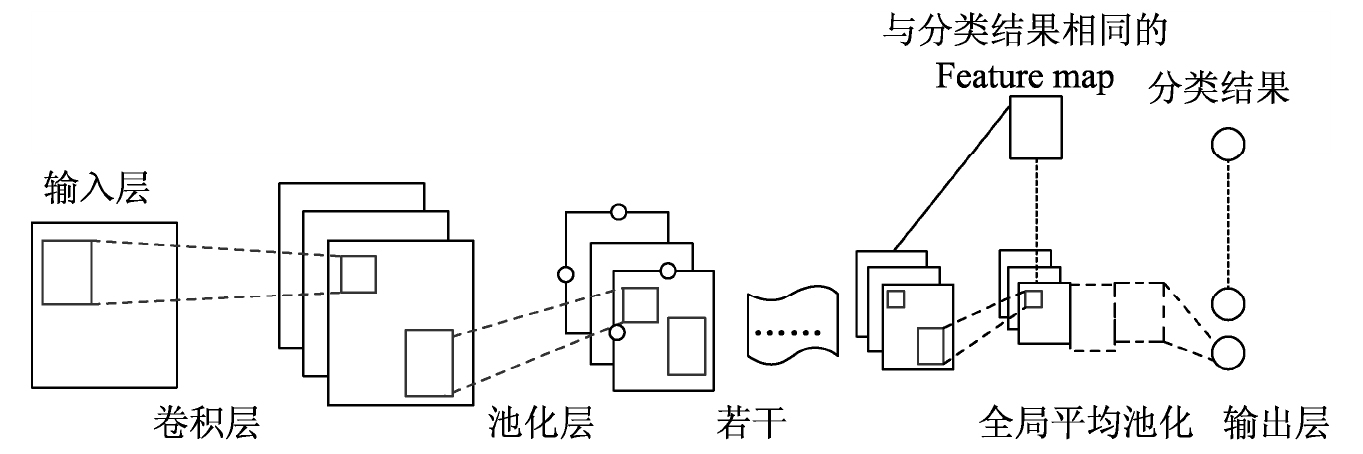 与分类结果相同的
Feature map
分类结果
输入层
......
卷积层
池化层
若干
全局平均池化
输出层